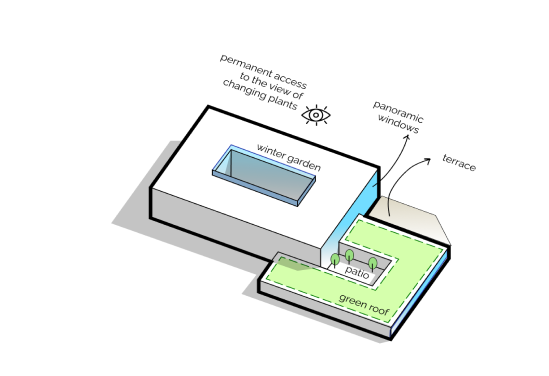 permanent access
to the view of
changing plants
panoramic
windows
winter garden
terrace
patio
green roof